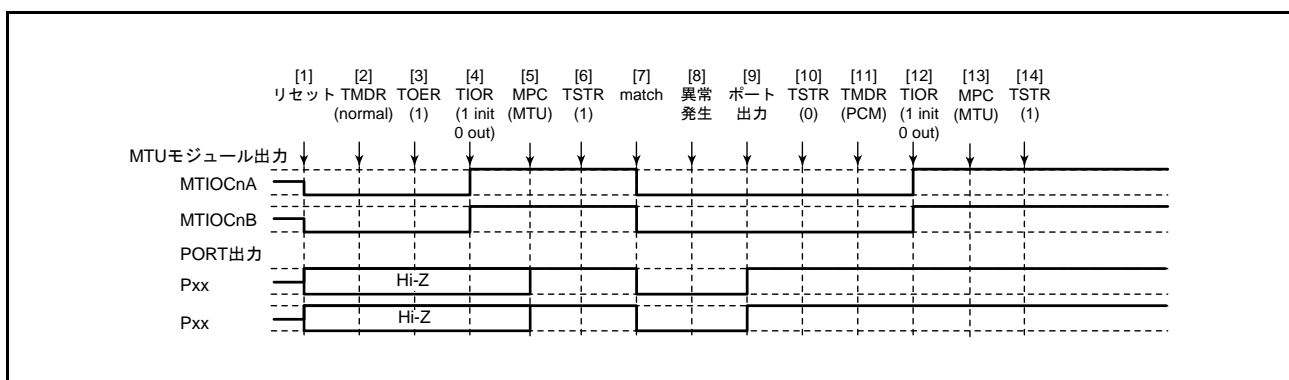 [1] [2] [3] [4] [5] [6] [7] [8] [9] [10] [11] [12] [13] [14]
リセット TMDR TOER TIOR MPC TSTR match 異常 ポート TSTR TMDR TIOR MPC TSTR
(normal) (1) (1 init (MTU) (1) 発生 出力 (0) (PCM) (1 init (MTU) (1)
0 out) 0 out)
MTUモジュール出力
MTIOCnA
MTIOCnB
PORT出力
Pxx Hi-Z
Pxx Hi-Z